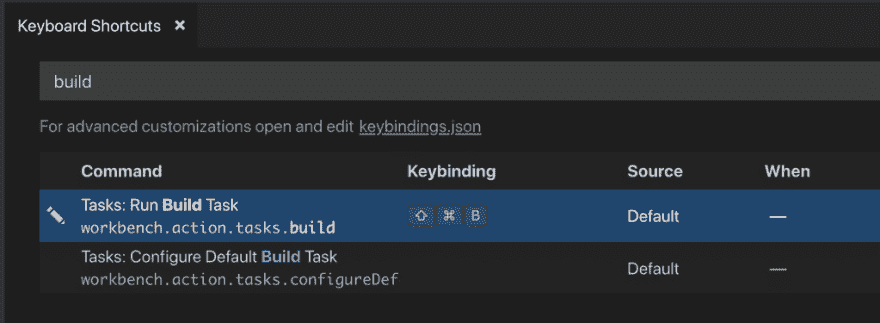 Keyboard Shortcuts ×
build
For advanced customizations open and edit keybindings.json
Command Keybinding Source When
Tasks: Run Build Task
workbench.action.tasks.build ⇧ ⌘ B Default —
Tasks: Configure Default Build Task
workbench.action.tasks.configureDef Default —